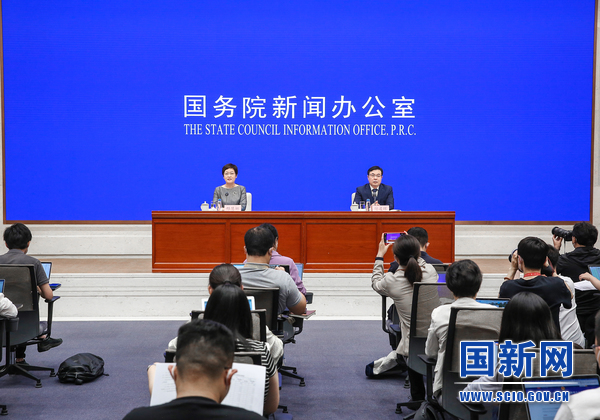 国务院新闻办公室
THE STATE COUNCIL INFORMATION OFFICE, P.R.C.
国新网
WWW.SCIO.GOV.CN